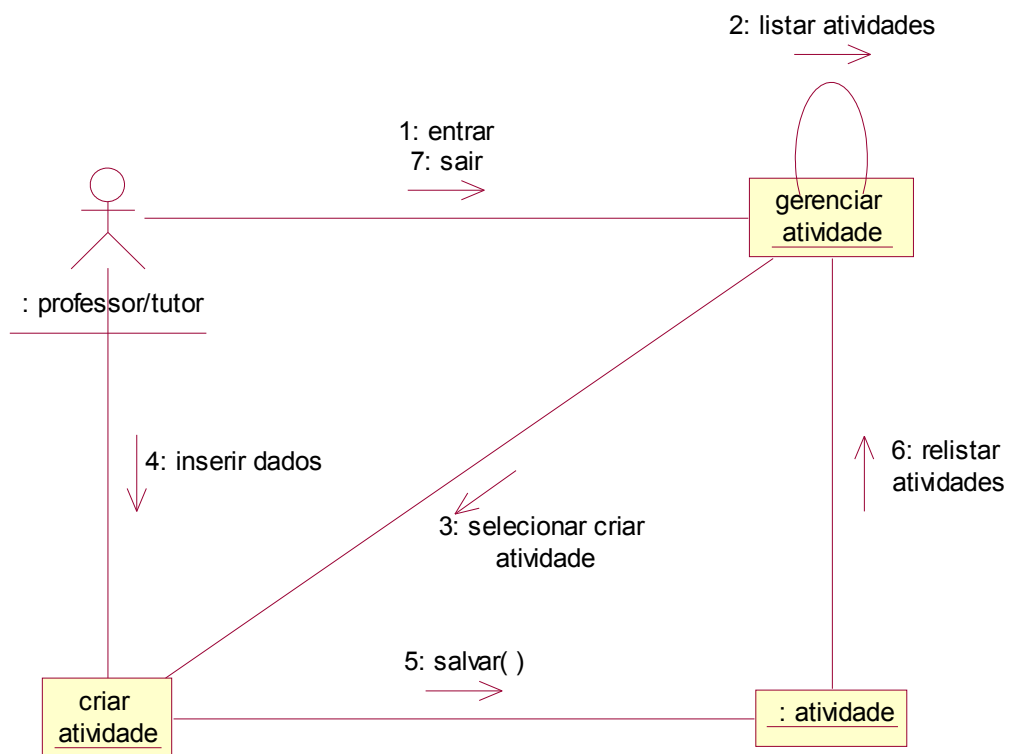 2: listar atividades
1: entrar
7: sair
gerenciar
atividade
: professor/tutor
4: inserir dados
6: relistar
atividades
3: selecionar criar
atividade
5: salvar( )
criar
atividade
: atividade